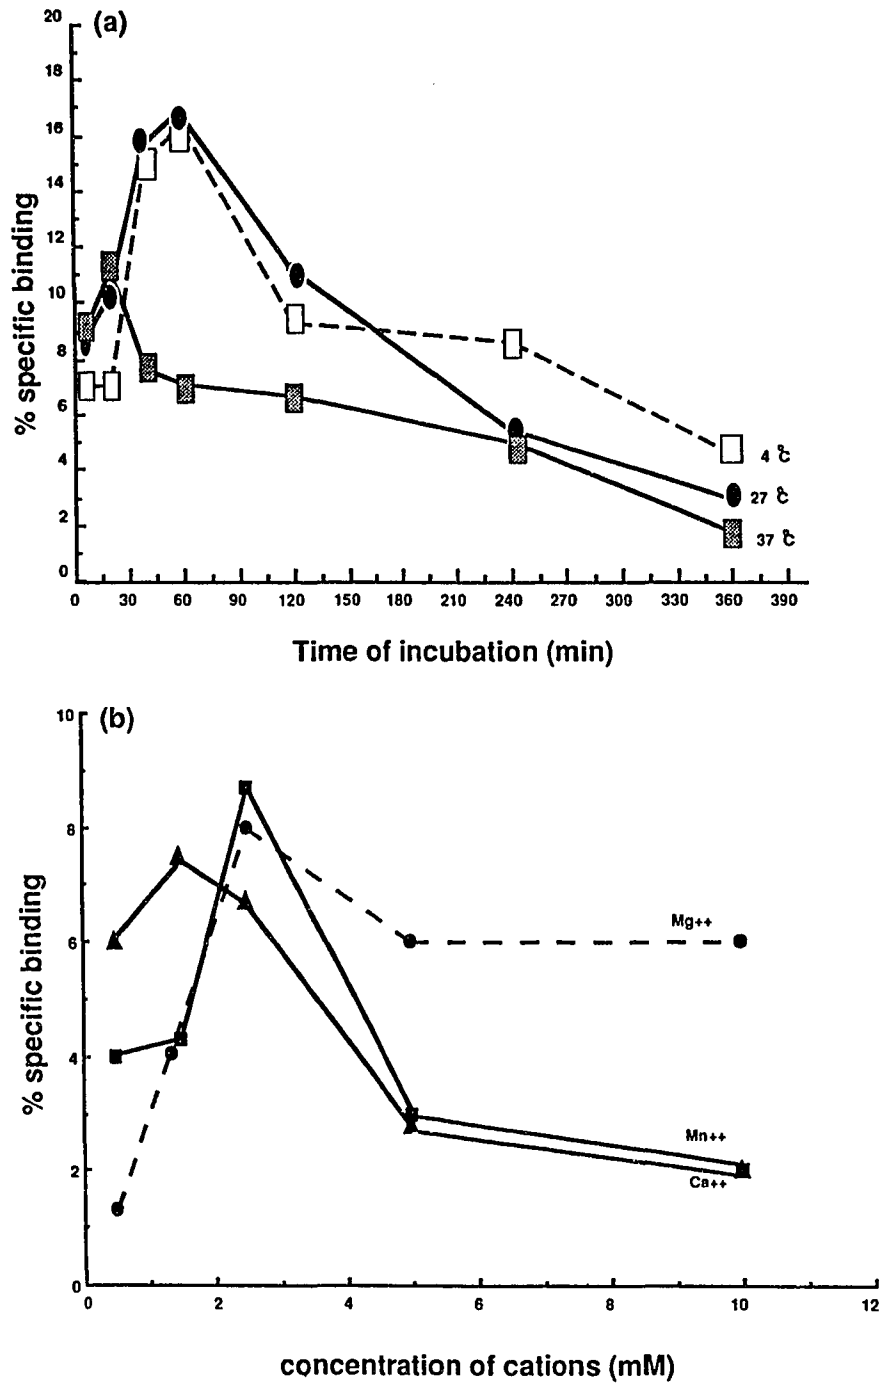 (a)
20
18
16
14
12
10
8
6
4
2
0
% specific binding
4 °C
27 °C
37 °C
0 30 60 90 120 150 180 210 240 270 300 330 360 390
Time of incubation (min)
(b)
10
8
6
4
2
0
% specific binding
Mg++
Mn++
Ca++
0 2 4 6 8 10 12
concentration of cations (mM)